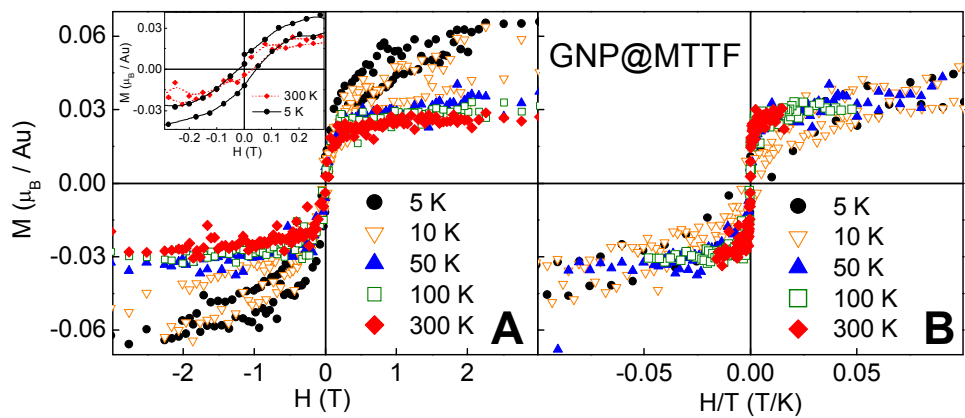 0.03
0.00
-0.03
M (μB / Au)
300 K
5 K
-0.2 -0.1 0.0 0.1 0.2
H (T)
0.06
0.03
0.00
-0.03
-0.06
M (μB / Au)
5 K
10 K
50 K
100 K
300 K
A
-2 -1 0 1 2
H (T)
GNP@MTTF
5 K
10 K
50 K
100 K
300 K
B
-0.05 0.00 0.05
H/T (T/K)